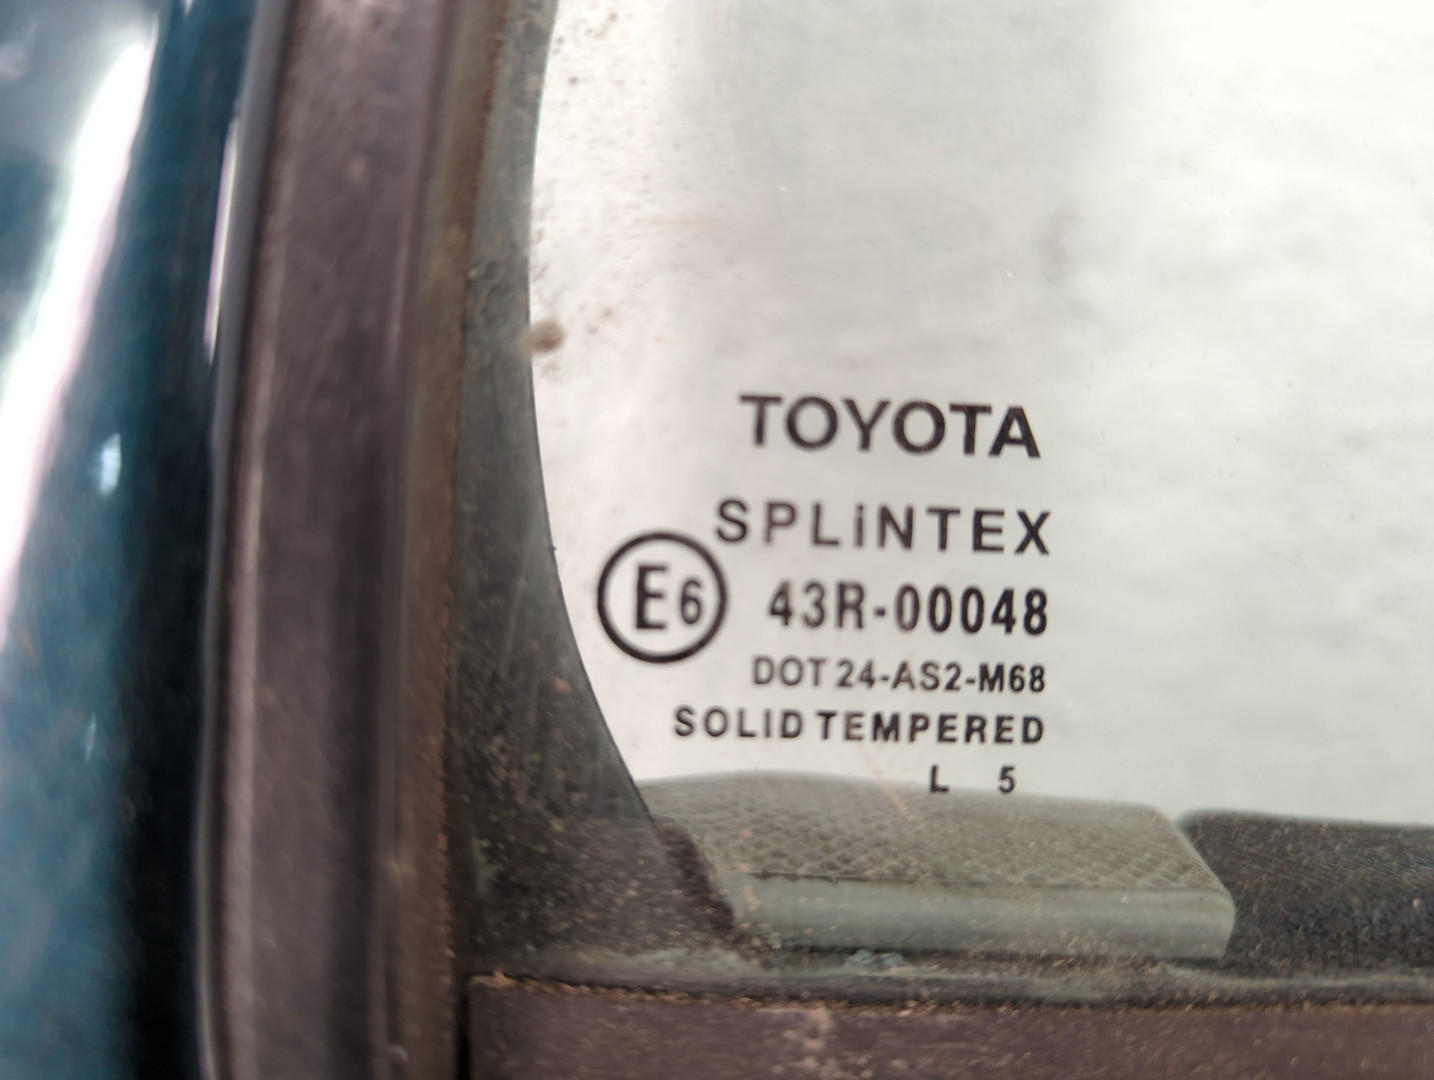 TOYOTA
SPLiNTEX
E6 43R-00048
DOT 24-AS2-M68
SOLID TEMPERED
L 5